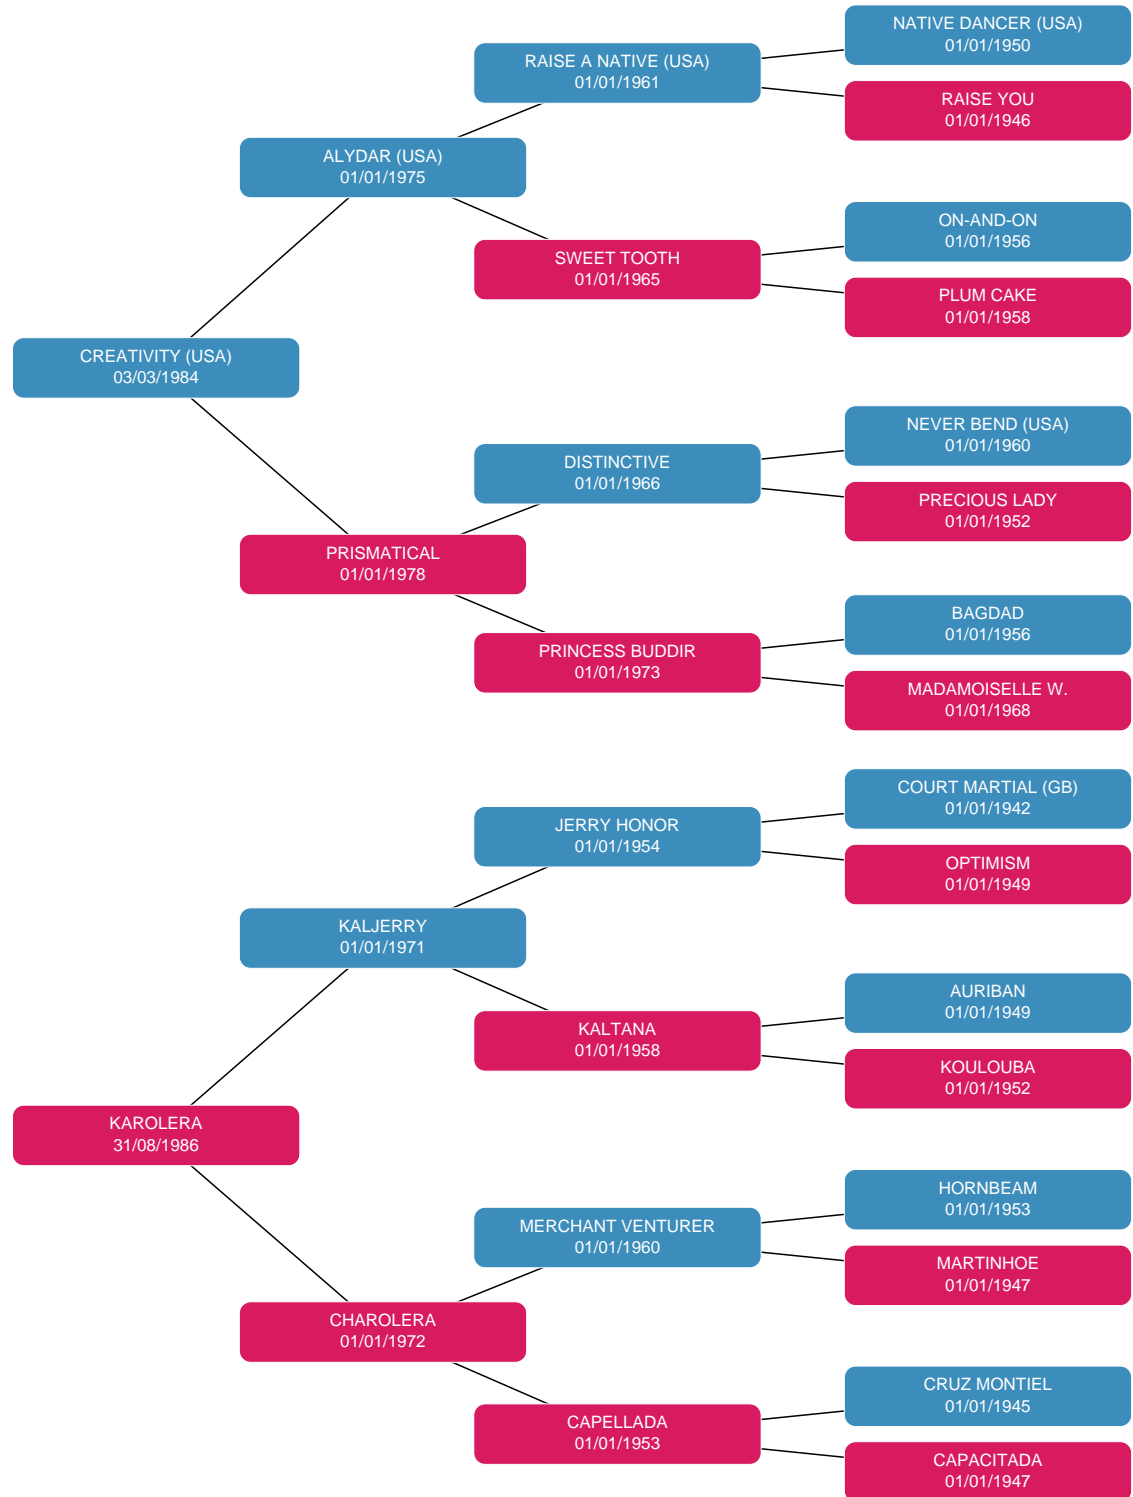 NATIVE DANCER (USA)
01/01/1950
RAISE A NATIVE (USA)
01/01/1961
RAISE YOU
01/01/1946
ALYDAR (USA)
01/01/1975
ON-AND-ON
01/01/1956
SWEET TOOTH
01/01/1965
PLUM CAKE
01/01/1958
CREATIVITY (USA)
03/03/1984
NEVER BEND (USA)
01/01/1960
DISTINCTIVE
01/01/1966
PRECIOUS LADY
01/01/1952
PRISMATICAL
01/01/1978
BAGDAD
01/01/1956
PRINCESS BUDDIR
01/01/1973
MADAMOISELLE W.
01/01/1968
COURT MARTIAL (GB)
01/01/1942
JERRY HONOR
01/01/1954
OPTIMISM
01/01/1949
KALJERRY
01/01/1971
AURIBAN
01/01/1949
KALTANA
01/01/1958
KOULOUBA
01/01/1952
KAROLERA
31/08/1986
HORNBEAM
01/01/1953
MERCHANT VENTURER
01/01/1960
MARTINHOE
01/01/1947
CHAROLERA
01/01/1972
CRUZ MONTIEL
01/01/1945
CAPELLADA
01/01/1953
CAPACITADA
01/01/1947